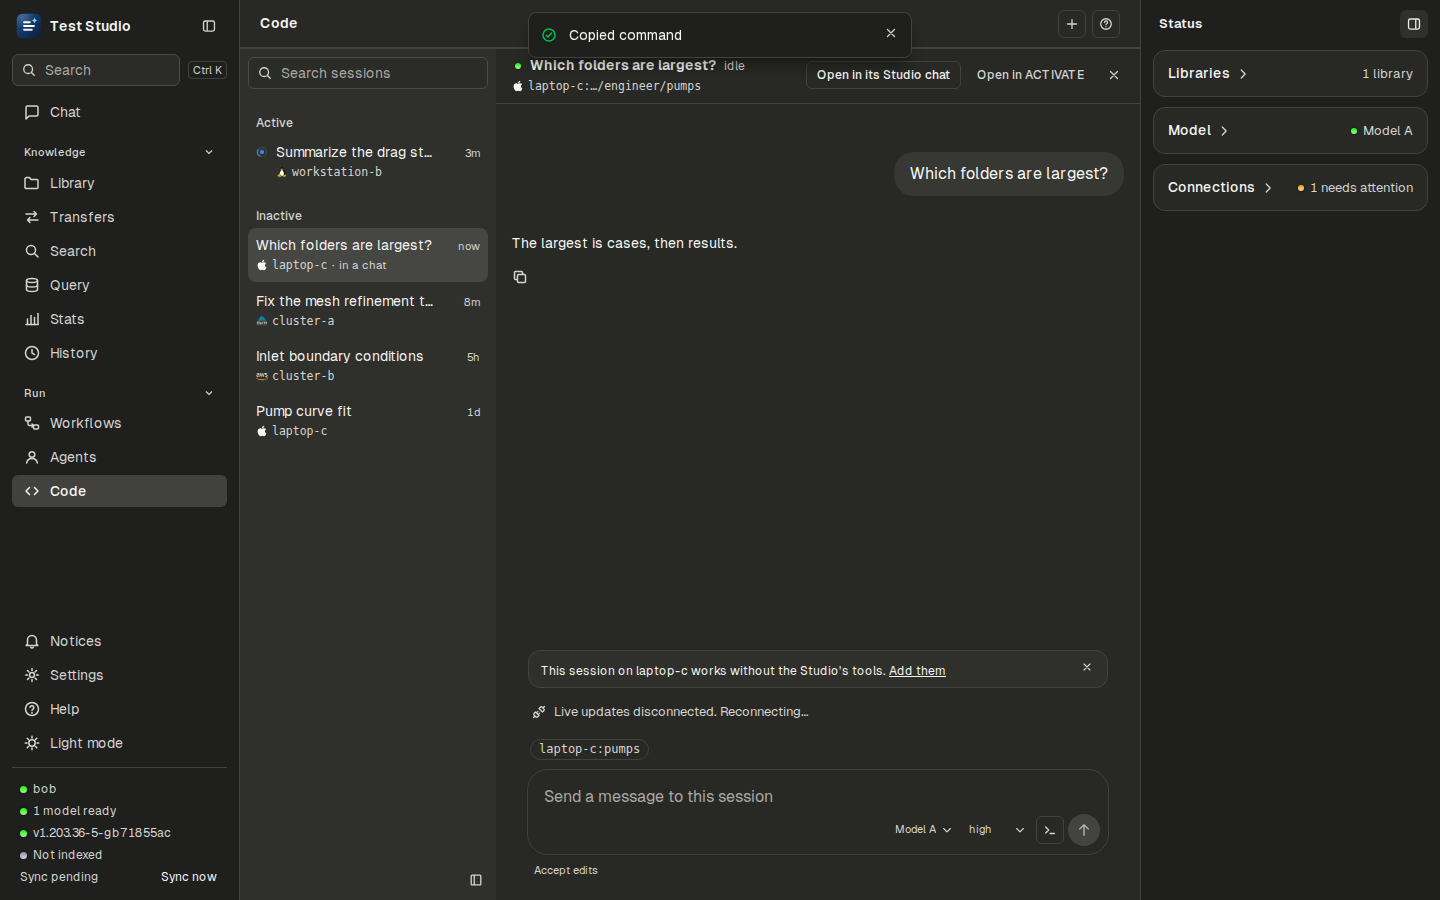 Test Studio
Search
Ctrl K
Chat
Knowledge
Library
Transfers
Search
Query
Stats
History
Run
Workflows
Agents
Code
Notices
Settings
Help
Light mode
bob
1 model ready
v1.203.36-5-gb71855ac
Not indexed
Sync pending
Sync now
Code
Search sessions
Active
Summarize the drag st…
3m
workstation-b
Inactive
Which folders are largest?
now
laptop-c · in a chat
Fix the mesh refinement t…
8m
cluster-a
Inlet boundary conditions
5h
aws
cluster-b
Pump curve fit
1d
laptop-c
Copied command
Which folders are largest?
idle
laptop-c:…/engineer/pumps
Open in its Studio chat
Open in ACTIVATE
Which folders are largest?
The largest is cases, then results.
This session on laptop-c works without the Studio's tools. Add them
Live updates disconnected. Reconnecting…
laptop-c:pumps
Send a message to this session
Model A
high
Accept edits
Status
Libraries
1 library
Model
Model A
Connections
1 needs attention